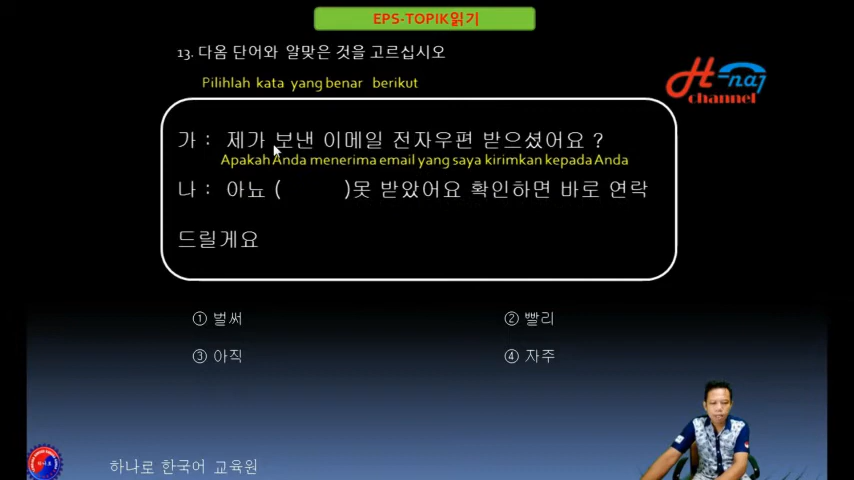 EPS-TOPIK읽기
13. 다옴 단어와 알맞은 것을 고르십시오
Pilihlah kata yang benar berikut
H-naj
channel
가 : 제가 보낸 이메일 전자우편 받으셨어요 ?
Apakah Anda menerima email yang saya kirimkan kepada Anda
나 : 아뇨 ( )못 받았어요 확인하면 바로 연락
드릴게요
① 벌써
② 빨리
③ 아직
④ 자주
하나로 한국어 교육원